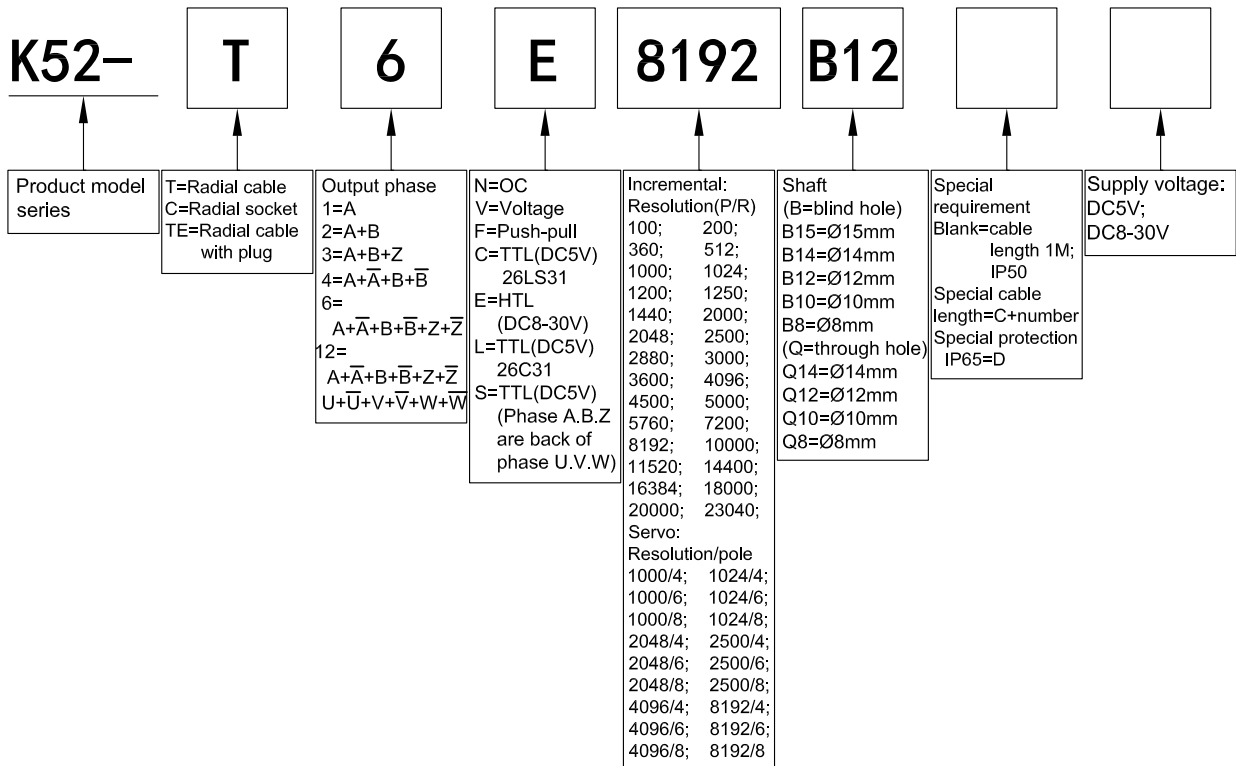 K52- T 6 E 8192 B12
Product model
series
T=Radial cable
C=Radial socket
TE=Radial cable
with plug
Output phase
1=A
2=A+B
3=A+B+Z
4=A+A̅+B+B̅
6=
A+A̅+B+B̅+Z+Z̅
12=
A+A̅+B+B̅+Z+Z̅
U+U̅+V+V̅+W+W̅
N=OC
V=Voltage
F=Push-pull
C=TTL(DC5V)
26LS31
E=HTL
(DC8-30V)
L=TTL(DC5V)
26C31
S=TTL(DC5V)
(Phase A.B.Z
are back of
phase U.V.W)
Incremental:
Resolution(P/R)
100; 200;
360; 512;
1000; 1024;
1200; 1250;
1440; 2000;
2048; 2500;
2880; 3000;
3600; 4096;
4500; 5000;
5760; 7200;
8192; 10000;
11520; 14400;
16384; 18000;
20000; 23040;
Servo:
Resolution/pole
1000/4; 1024/4;
1000/6; 1024/6;
1000/8; 1024/8;
2048/4; 2500/4;
2048/6; 2500/6;
2048/8; 2500/8;
4096/4; 8192/4;
4096/6; 8192/6;
4096/8; 8192/8
Shaft
(B=blind hole)
B15=Ø15mm
B14=Ø14mm
B12=Ø12mm
B10=Ø10mm
B8=Ø8mm
(Q=through hole)
Q14=Ø14mm
Q12=Ø12mm
Q10=Ø10mm
Q8=Ø8mm
Special
requirement
Blank=cable
length 1M;
IP50
Special cable
length=C+number
Special protection
IP65=D
Supply voltage:
DC5V;
DC8-30V